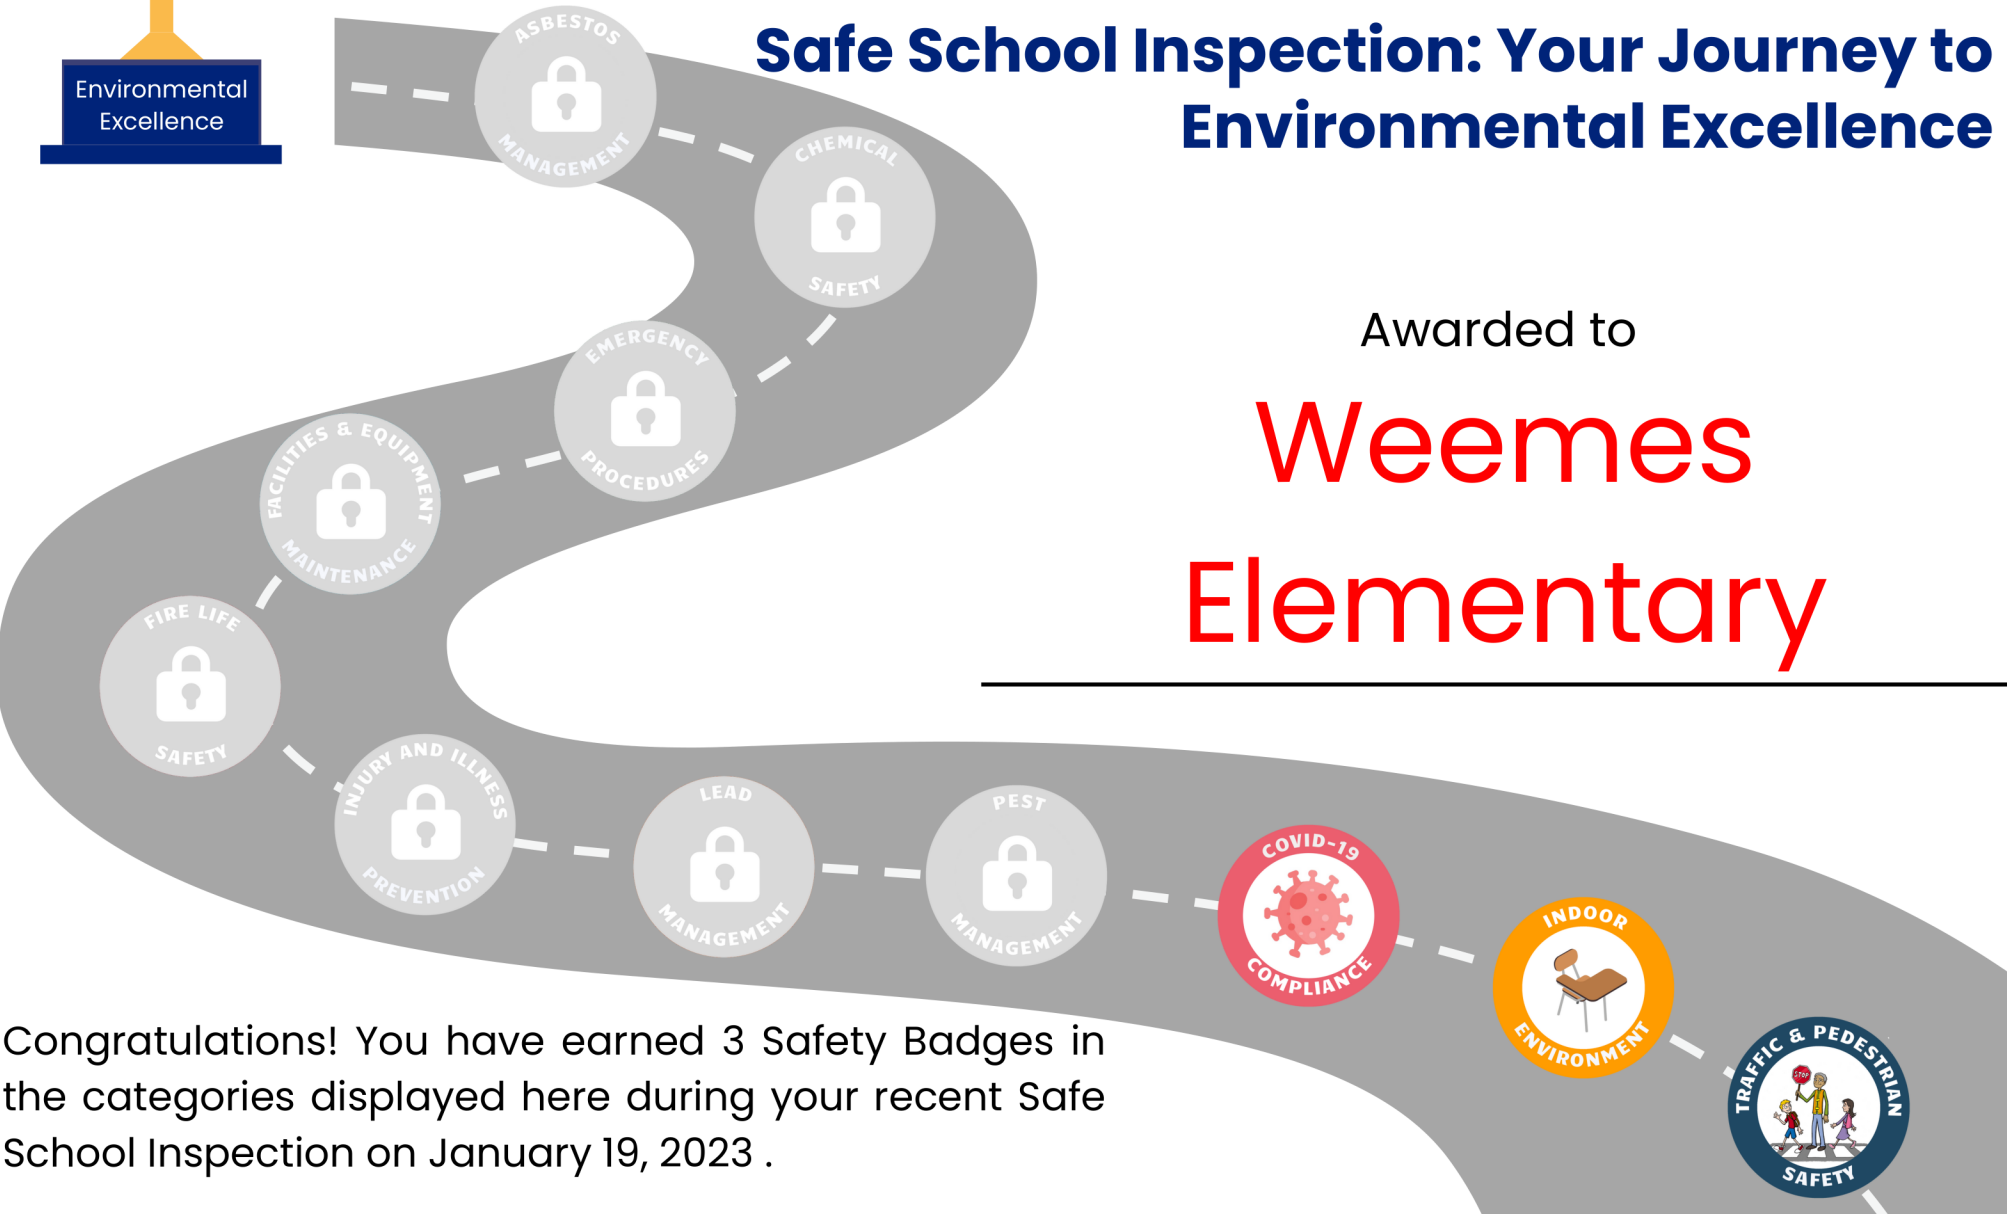 Environmental
Excellence
Safe School Inspection: Your Journey to
Environmental Excellence
Awarded to
Weemes
Elementary
ASBESTOS
MANAGEMENT
CHEMICAL
SAFETY
EMERGENCY
PROCEDURES
FACILITIES & EQUIPMENT
MAINTENANCE
FIRE LIFE
SAFETY
INJURY AND ILLNESS
PREVENTION
LEAD
MANAGEMENT
PEST
MANAGEMENT
COVID-19
COMPLIANCE
INDOOR
ENVIRONMENT
TRAFFIC & PEDESTRIAN
STOP
SAFETY
Congratulations! You have earned 3 Safety Badges in
the categories displayed here during your recent Safe
School Inspection on January 19, 2023 .